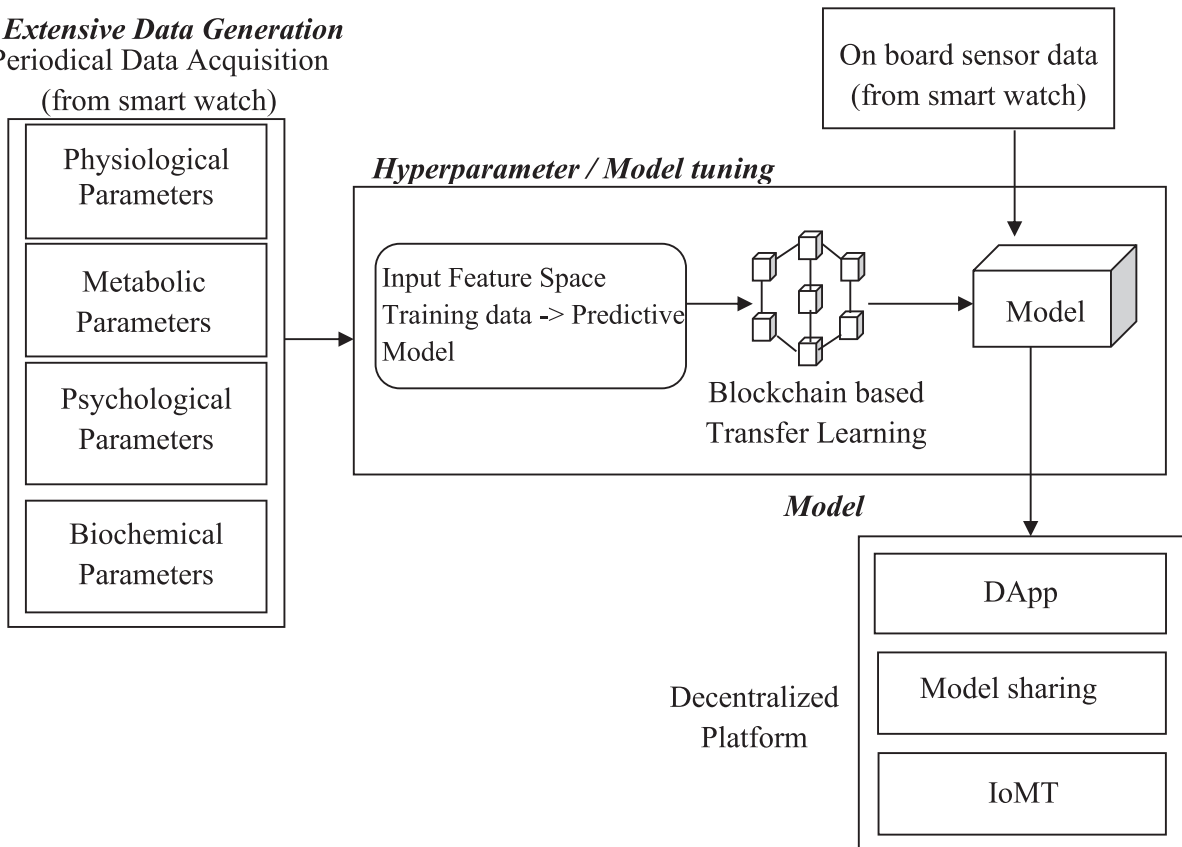 Extensive Data Generation
Periodical Data Acquisition
(from smart watch)
Physiological
Parameters
Metabolic
Parameters
Psychological
Parameters
Biochemical
Parameters
Hyperparameter / Model tuning
Input Feature Space
Training data -> Predictive
Model
Blockchain based
Transfer Learning
On board sensor data
(from smart watch)
Model
Model
Decentralized
Platform
DApp
Model sharing
IoMT